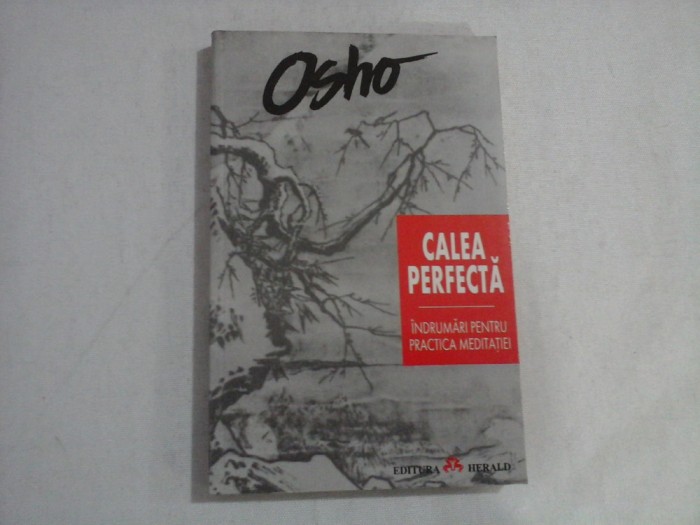 Osho
CALEA
PERFECTĂ
ÎNDRUMĂRI PENTRU
PRACTICA MEDITAȚIEI
EDITURA HERALD